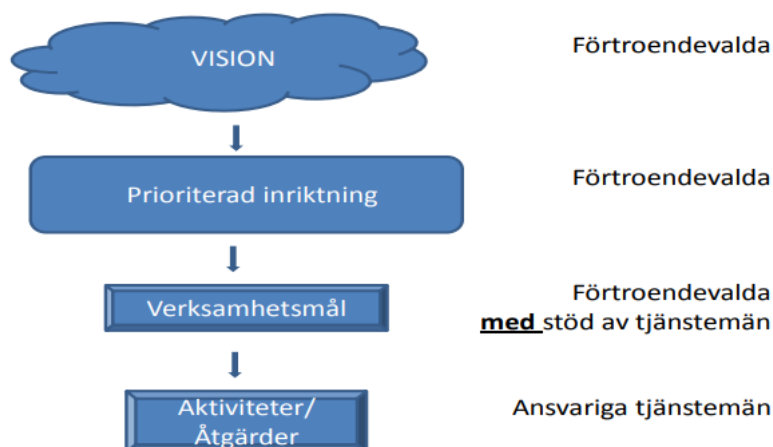 VISION
Förtroendevalda
Prioriterad inriktning
Förtroendevalda
Verksamhetsmål
Förtroendevalda
med stöd av tjänstemän
Aktiviteter/
Åtgärder
Ansvariga tjänstemän